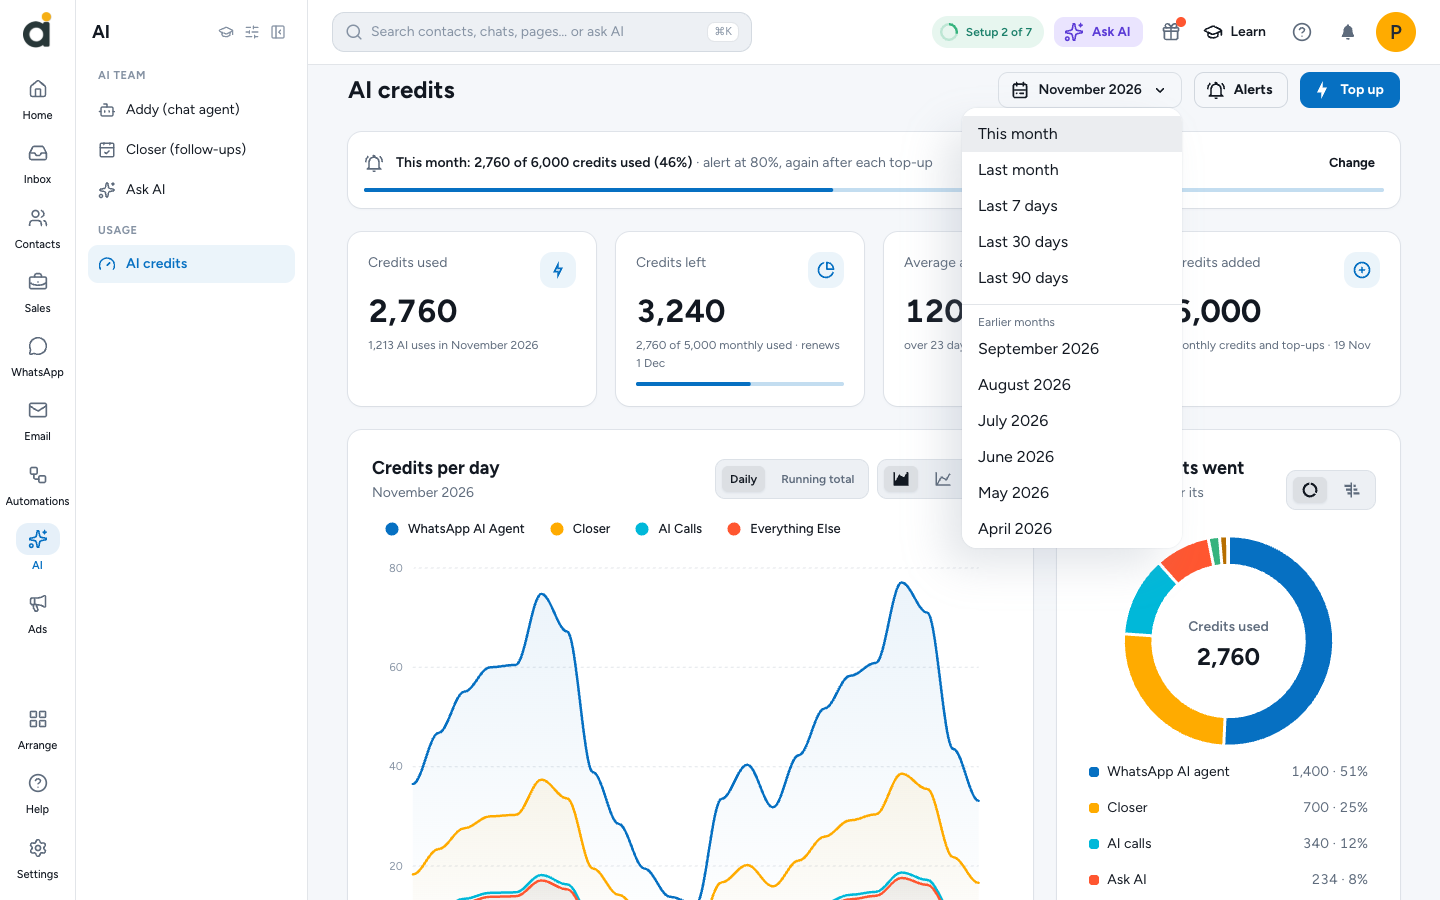 AI
Search contacts, chats, pages... or ask AI
⌘K
Setup 2 of 7
Ask AI
Learn
P
Home
Inbox
Contacts
Sales
WhatsApp
Email
Automations
AI
Ads
Arrange
Help
Settings
AI TEAM
Addy (chat agent)
Closer (follow-ups)
Ask AI
USAGE
AI credits
AI credits
November 2026
Alerts
Top up
This month: 2,760 of 6,000 credits used (46%) · alert at 80%, again after each top-up
Change
This month
Last month
Last 7 days
Last 30 days
Last 90 days
Earlier months
September 2026
August 2026
July 2026
June 2026
May 2026
April 2026
Credits used
2,760
1,213 AI uses in November 2026
Credits left
3,240
2,760 of 5,000 monthly used · renews
1 Dec
Average
120
over 23
redits added
6,000
onthly credits and top-ups · 19 Nov
Credits per day
November 2026
Daily
Running total
WhatsApp AI Agent
Closer
AI Calls
Everything Else
80
60
40
20
ts went
r its
Credits used
2,760
WhatsApp AI agent 1,400 · 51%
Closer 700 · 25%
AI calls 340 · 12%
Ask AI 234 · 8%